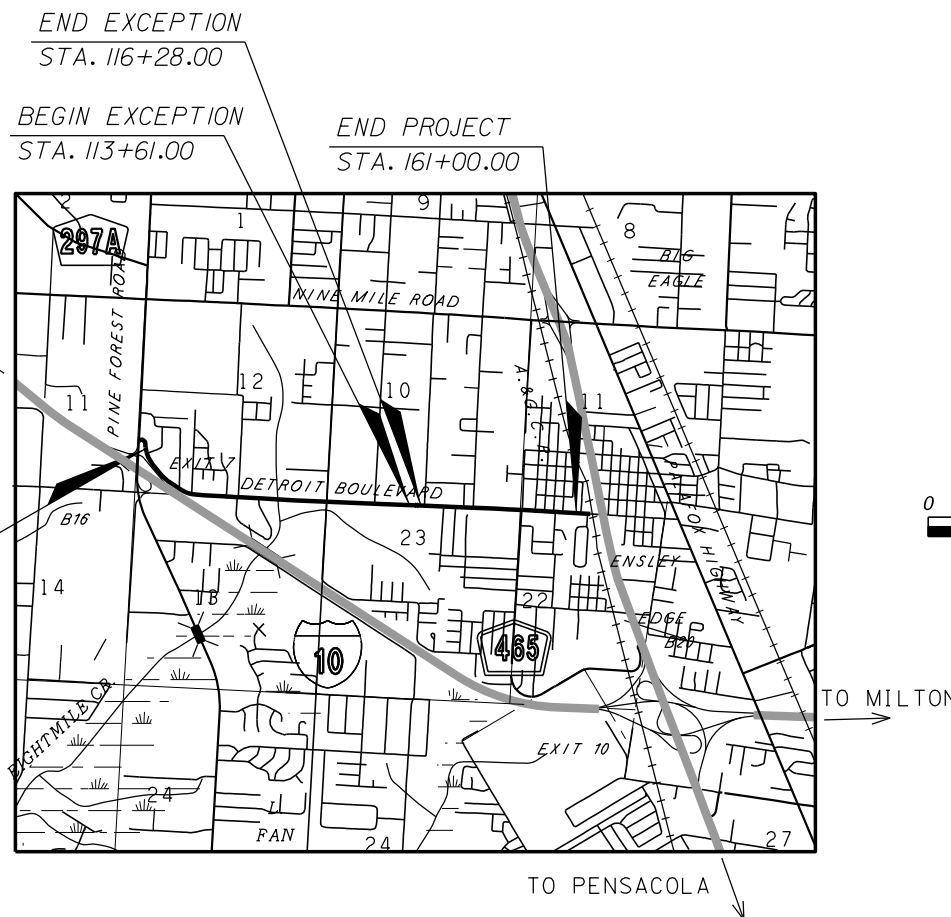 END EXCEPTION
STA. 116+28.00
BEGIN EXCEPTION
STA. 113+61.00
END PROJECT
STA. 161+00.00
2
297A
1
9
8
BIG
EAGLE
PINE FOREST ROAD
NINE MILE ROAD
11
12
10
11
A. & G. C. R.
EXIT 7
DETROIT BOULEVARD
B16
23
PALAFOX HIGHWAY
0
ENSLEY
14
13
22
EDGE
B20
10
465
EIGHTMILE CR.
TO MILTON
EXIT 10
24
FAN
24
27
TO PENSACOLA